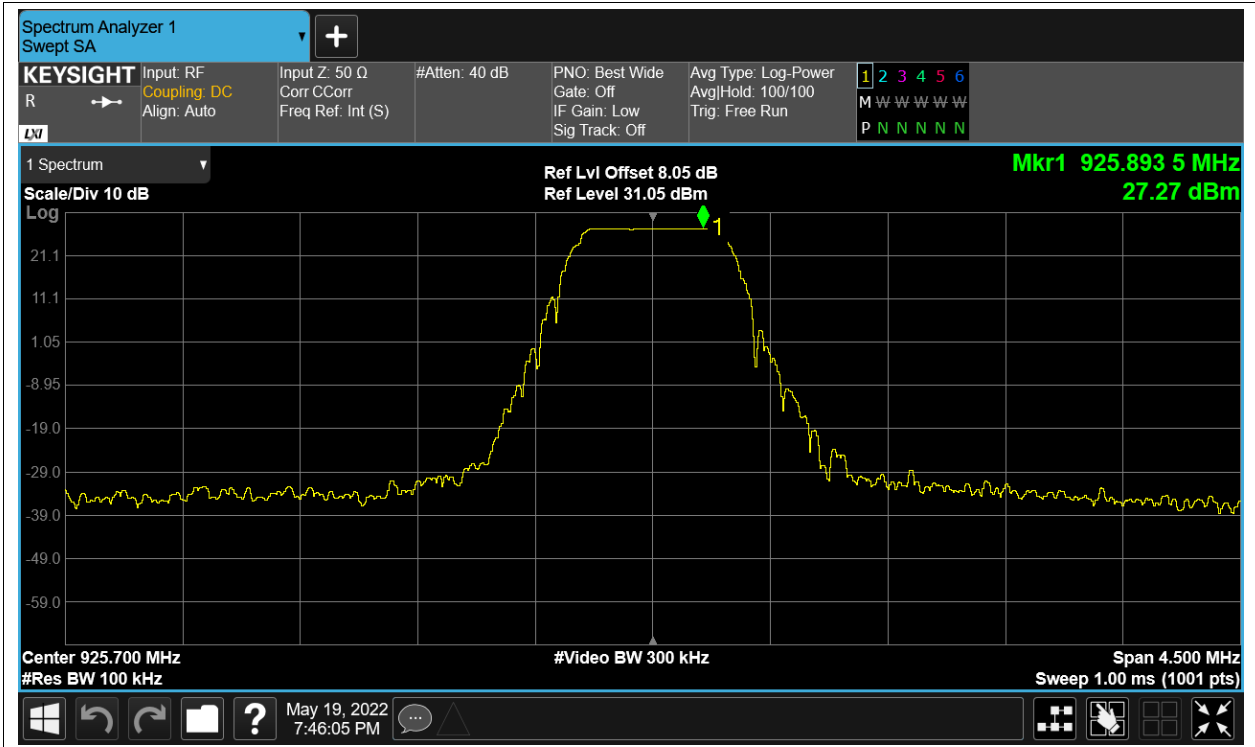 Spectrum Analyzer 1
Swept SA
KEYSIGHT
R
LXI
Input: RF
Coupling: DC
Align: Auto
Input Z: 50 Ω
Corr CCorr
Freq Ref: Int (S)
#Atten: 40 dB
PNO: Best Wide
Gate: Off
IF Gain: Low
Sig Track: Off
Avg Type: Log-Power
Avg|Hold: 100/100
Trig: Free Run
1 2 3 4 5 6
M W W W W W
P N N N N N
1 Spectrum
Scale/Div 10 dB
Log
Ref Lvl Offset 8.05 dB
Ref Level 31.05 dBm
Mkr1 925.893 5 MHz
27.27 dBm
1
21.1
11.1
1.05
-8.95
-19.0
-29.0
-39.0
-49.0
-59.0
Center 925.700 MHz
#Res BW 100 kHz
#Video BW 300 kHz
Span 4.500 MHz
Sweep 1.00 ms (1001 pts)
?
May 19, 2022
7:46:05 PM